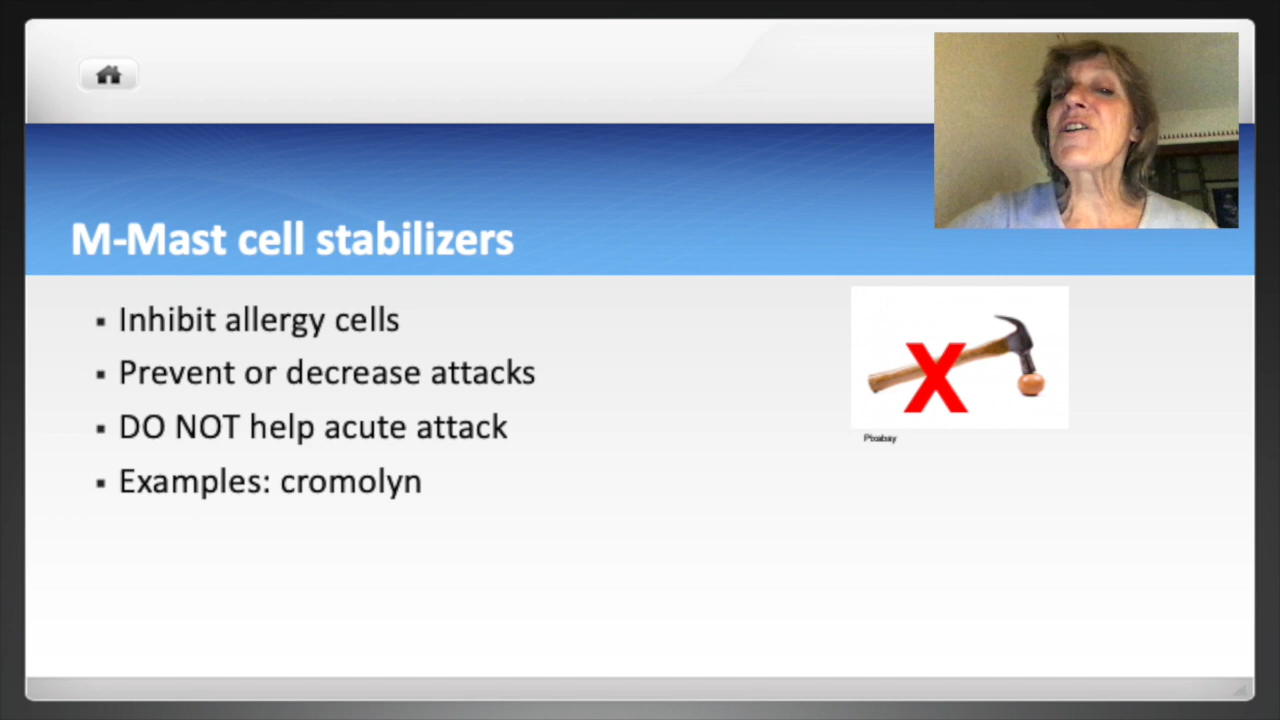 M-Mast cell stabilizers
Inhibit allergy cells
Prevent or decrease attacks
DO NOT help acute attack
Examples: cromolyn
X
Pixabay